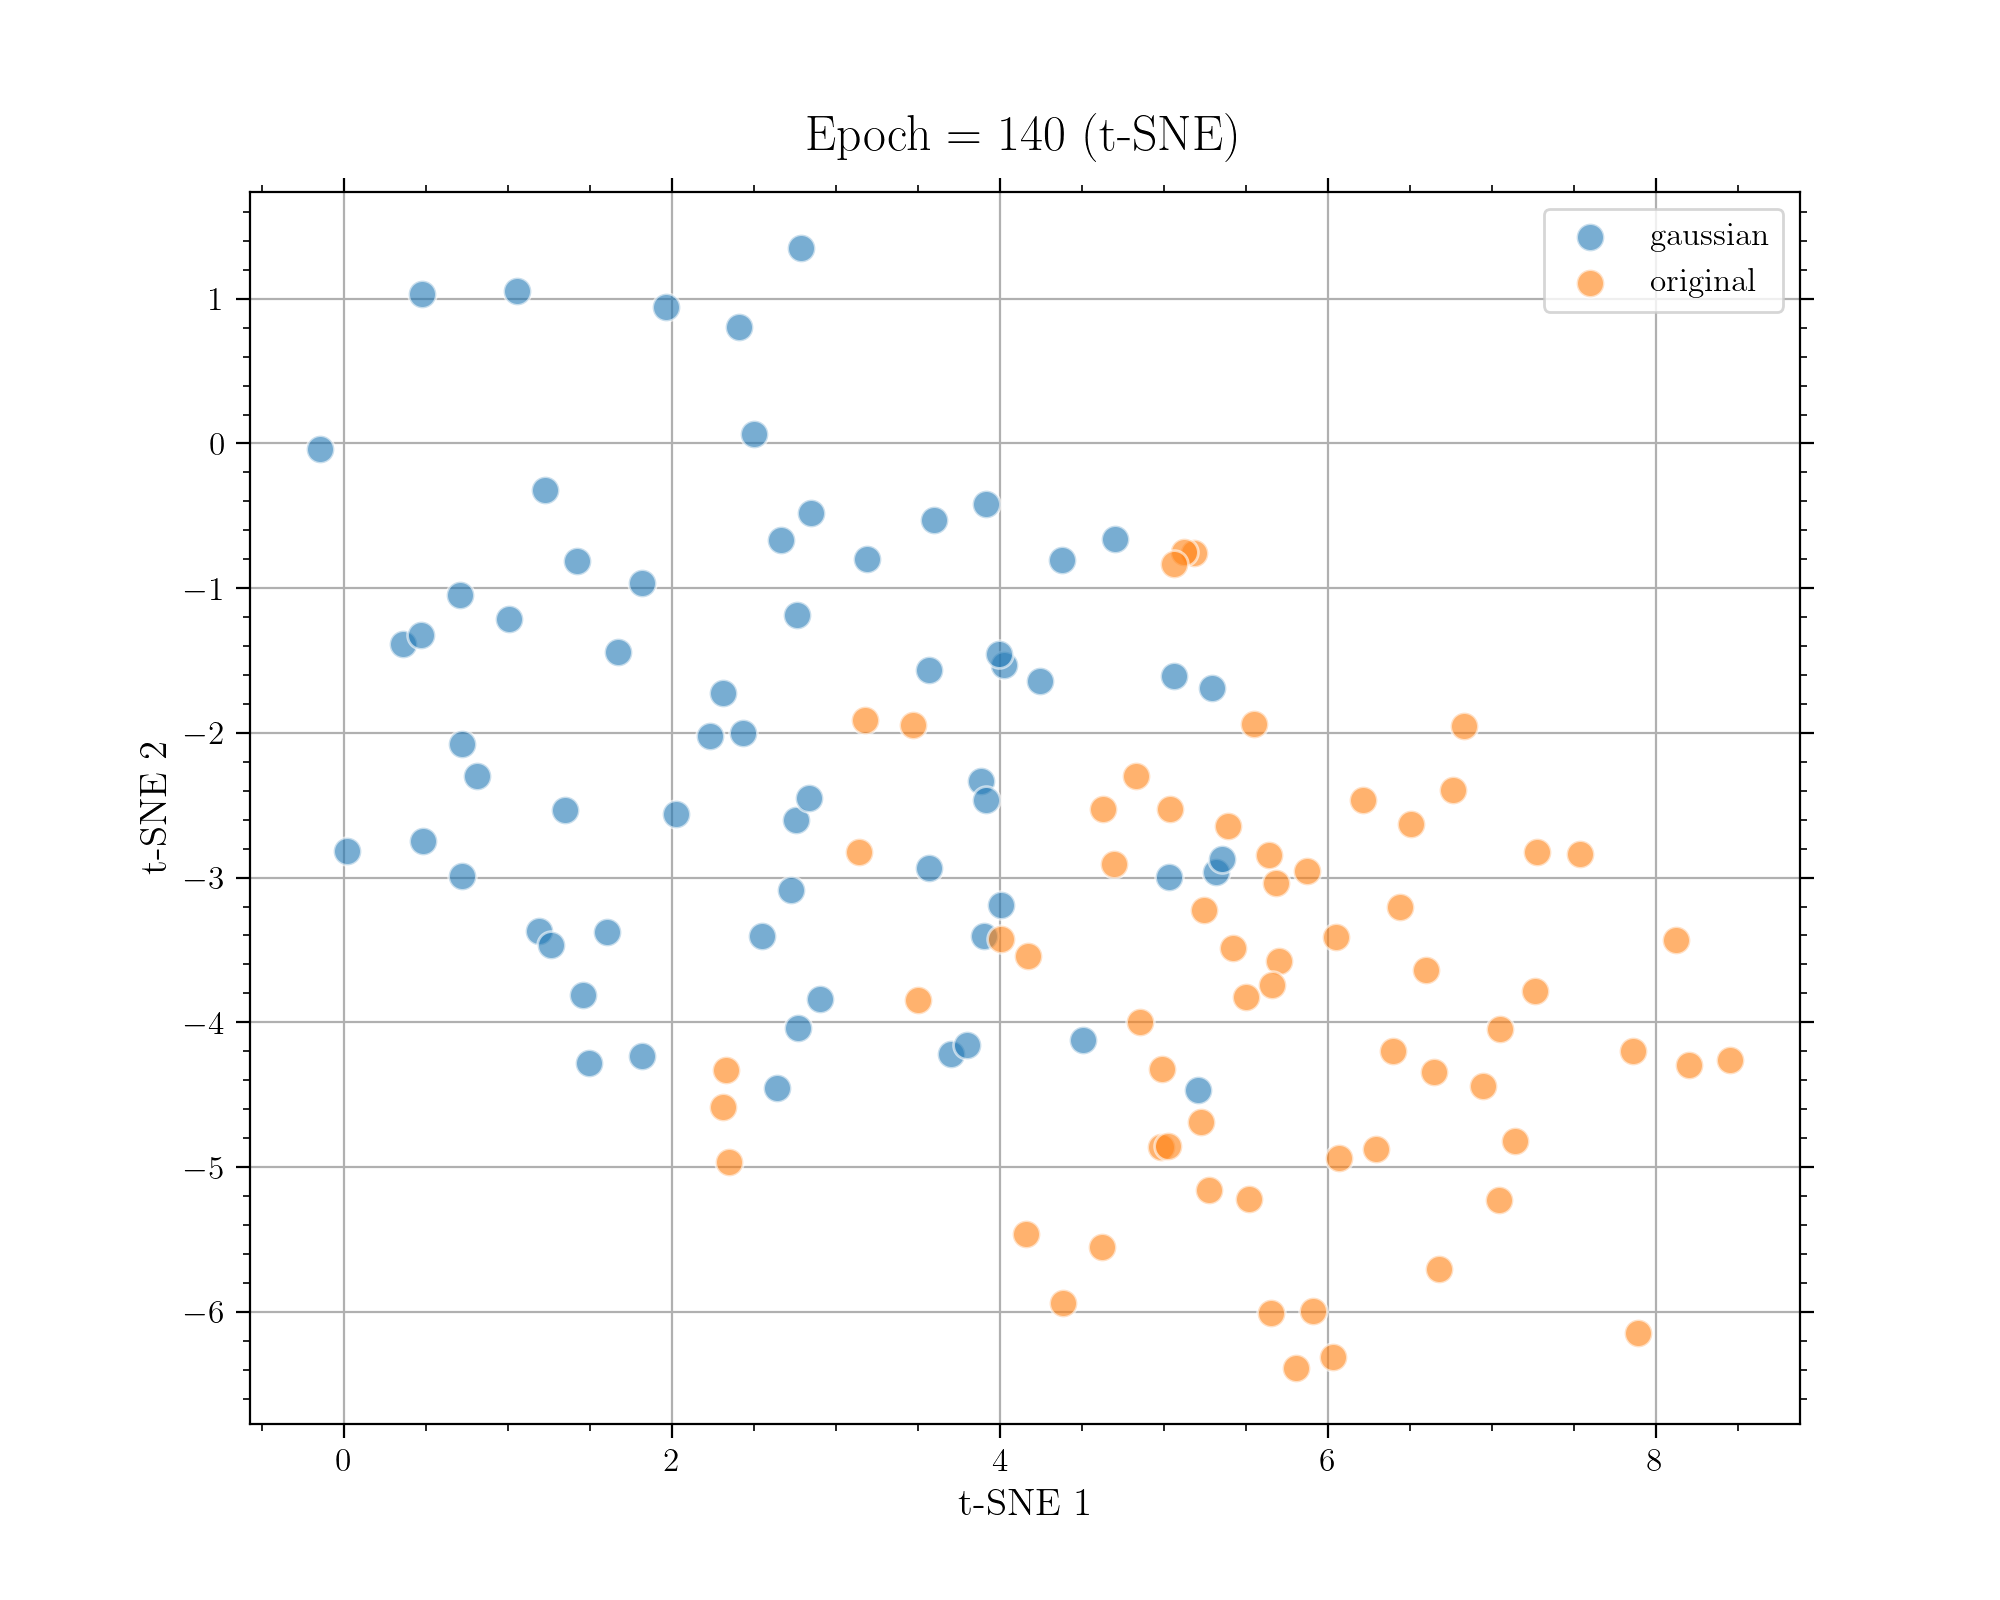 Epoch = 140 (t-SNE)
gaussian
original
1
0
−1
−2
−3
−4
−5
−6
t-SNE 2
0 2 4 6 8
t-SNE 1